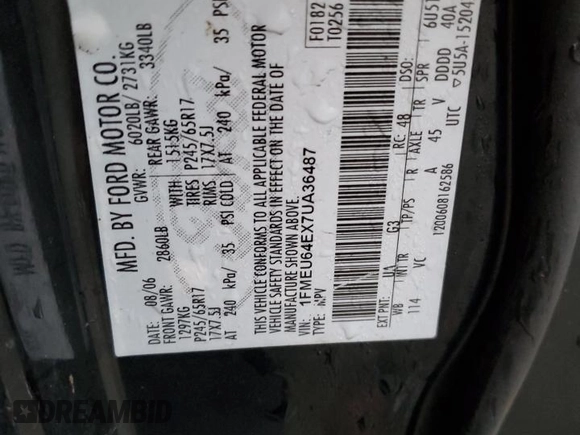 MFD. BY FORD MOTOR CO.
08/06
GVWR: 6020LB/ 2731KG
FRONT GAWR: 2860LB
REAR GAWR: 3340LB
1297KG WITH 1515KG
P245/65R17 TIRES P245/65R17
17X7.5J RIMS 17X7.5J
AT 240 kPa/ 35 PSI COLD AT 240 kPa/ 35 PSI
THIS VEHICLE CONFORMS TO ALL APPLICABLE FEDERAL MOTOR
VEHICLE SAFETY STANDARDS IN EFFECT ON THE DATE OF
MANUFACTURE SHOWN ABOVE.
VIN: 1FMEU64EX7UA36487
TYPE: MPV
F0182
T0256
EXT PNT: UA RC: 48 DSO:
WB INT TR TP/PS R AXLE TR SPR
114 VC G3 A 45 V DDDD 40A
1200608162586 UTC ▽5U5A-15204
DREAMBID